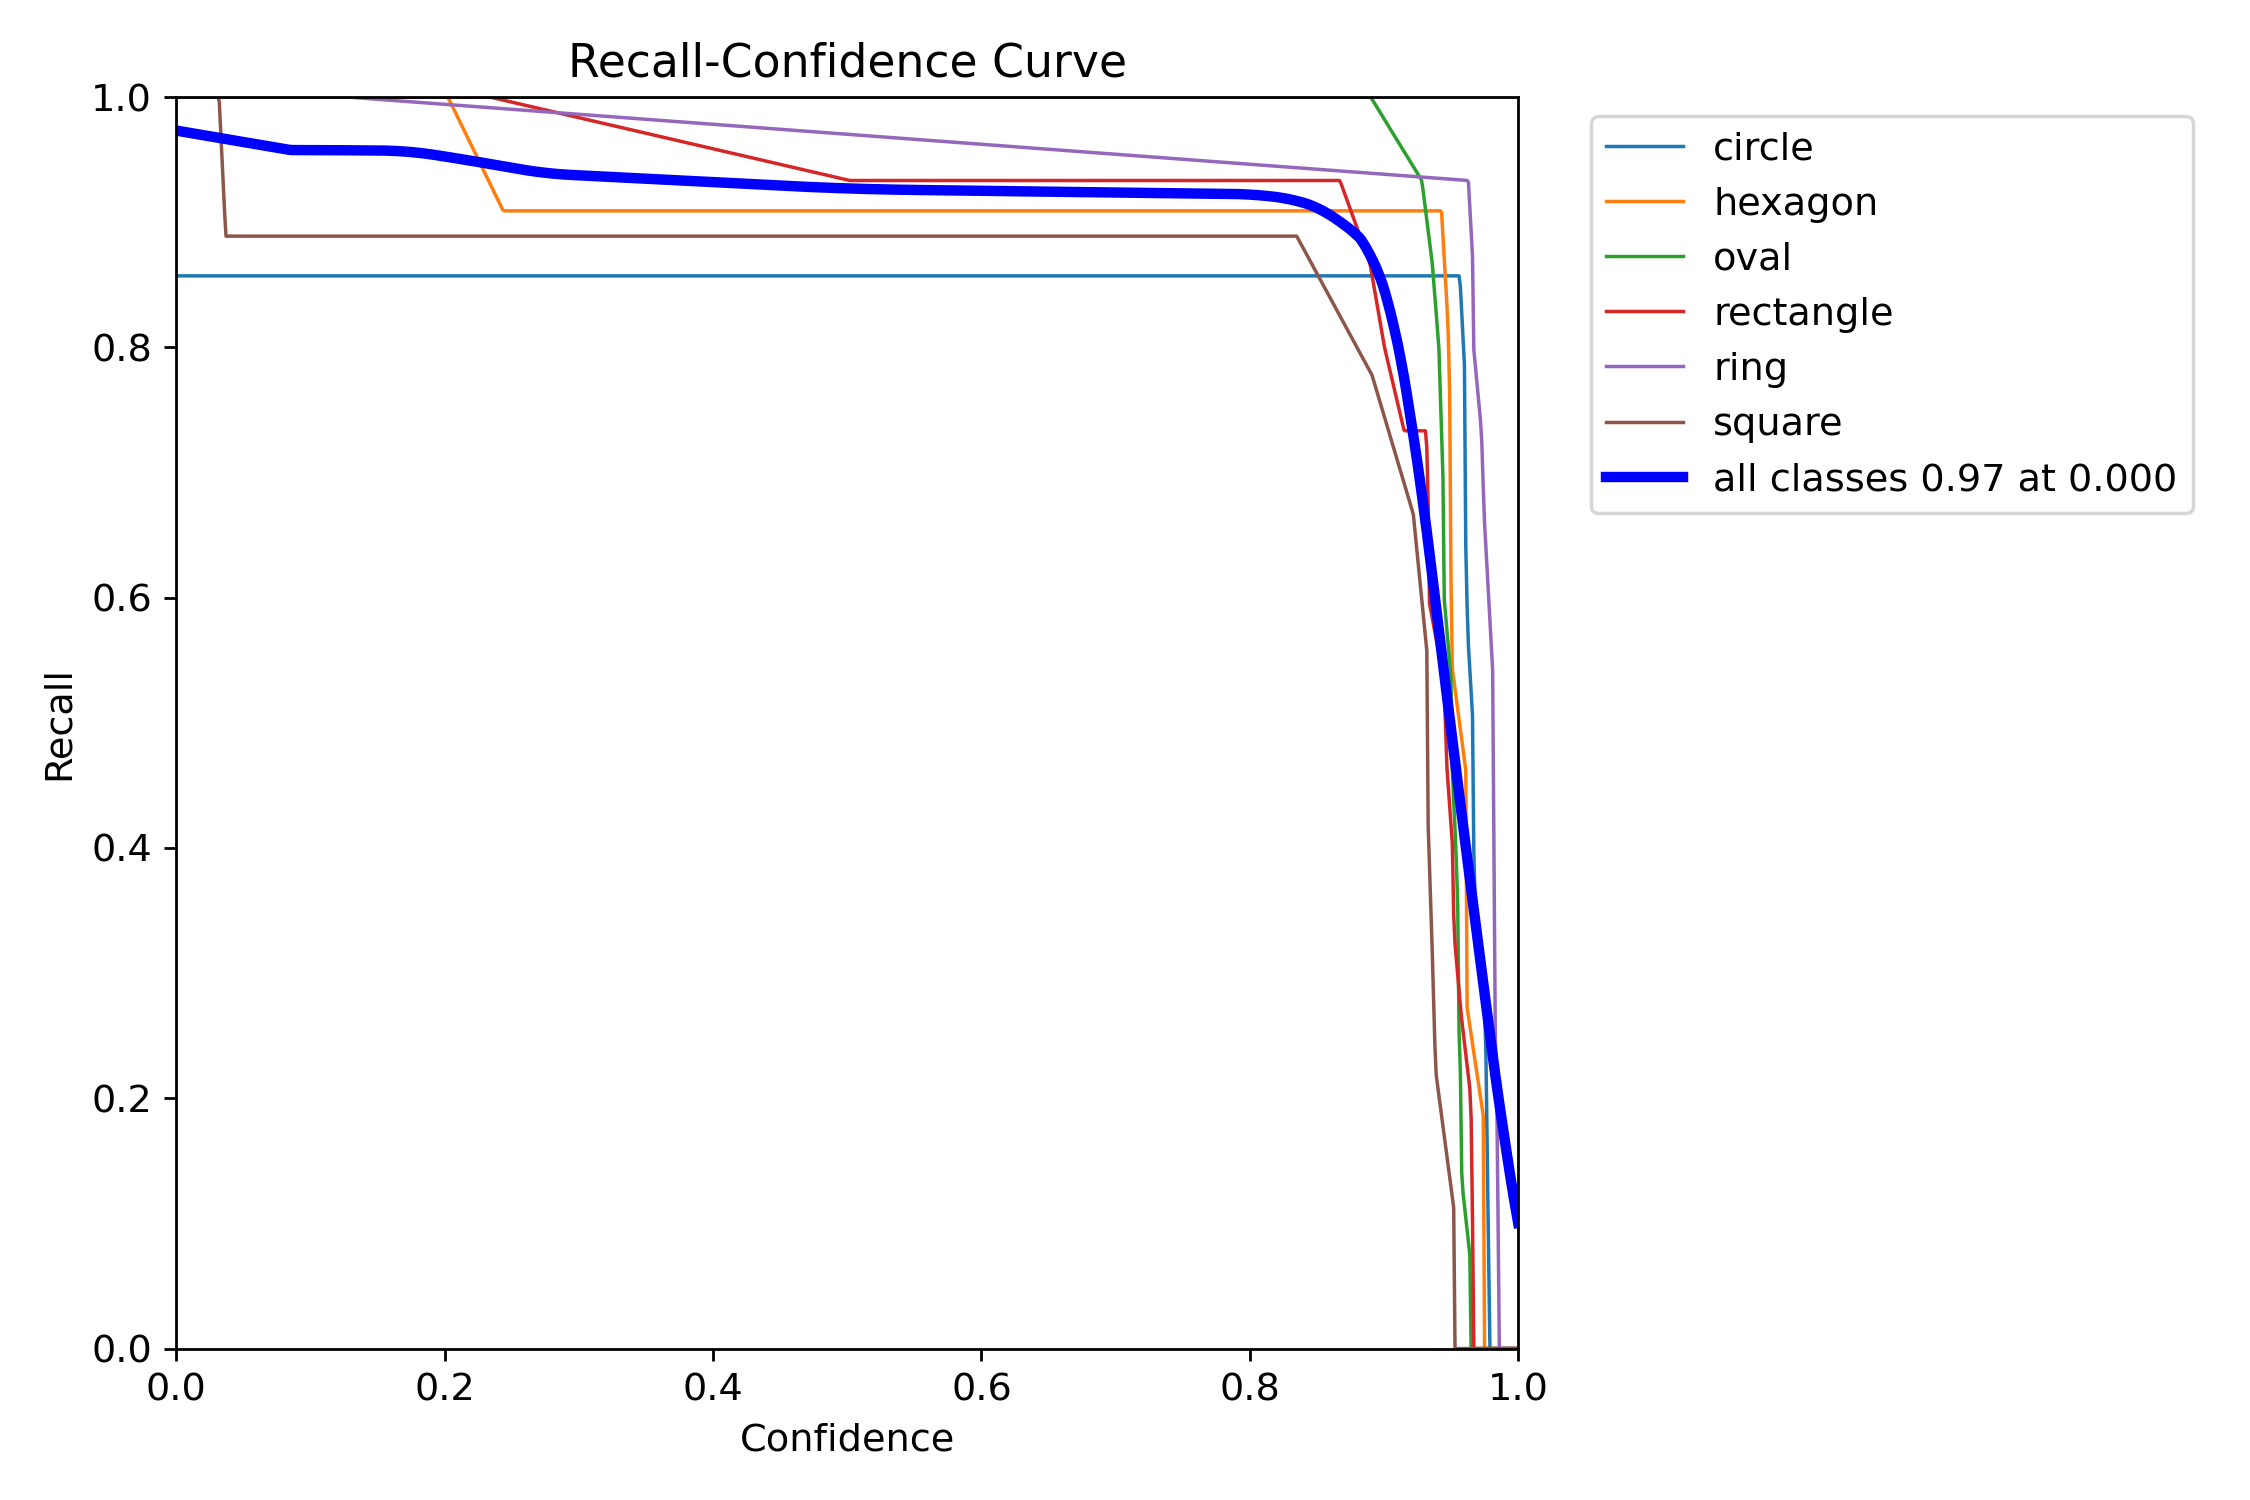 Recall-Confidence Curve
1.0
0.8
0.6
0.4
0.2
0.0
Recall
0.0 0.2 0.4 0.6 0.8 1.0
Confidence
circle
hexagon
oval
rectangle
ring
square
all classes 0.97 at 0.000